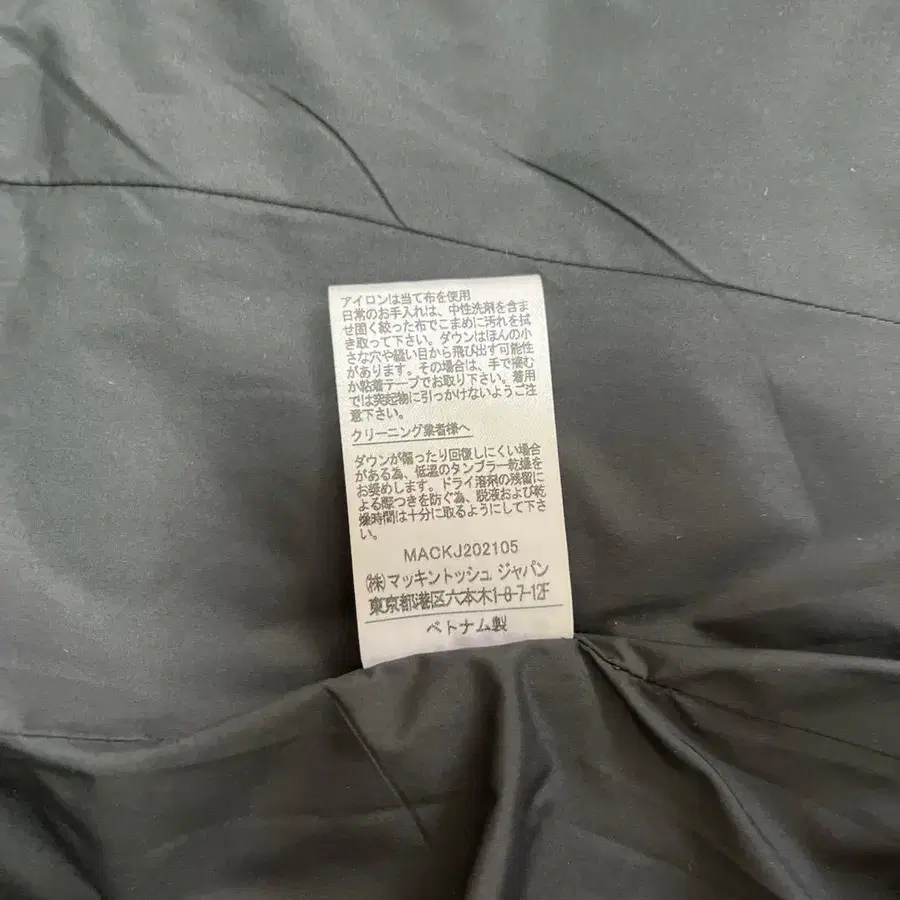 アイロンは当て布を使用
日常のお手入れは、中性洗剤を含ま
せ固く絞った布でこまめに汚れを拭
き取って下さい。ダウンはほんの小
さな穴や縫い目から飛び出す可能性
があります。その場合は、手で摘む
か粘着テープでお取り下さい。着用
では突起物に引っかけないようご注
意下さい。
クリーニング業者様へ
ダウンが偏ったり回復しにくい場合
がある為、低温のタンブラー乾燥を
お奨めします。ドライ溶剤の残留に
よる際つきを防ぐ為、脱液および乾
燥時間は十分に取るようにして下さ
い。
MACKJ202105
(株)マッキントッシュ ジャパン
東京都港区六本木1-8-7-12F
ベトナム製